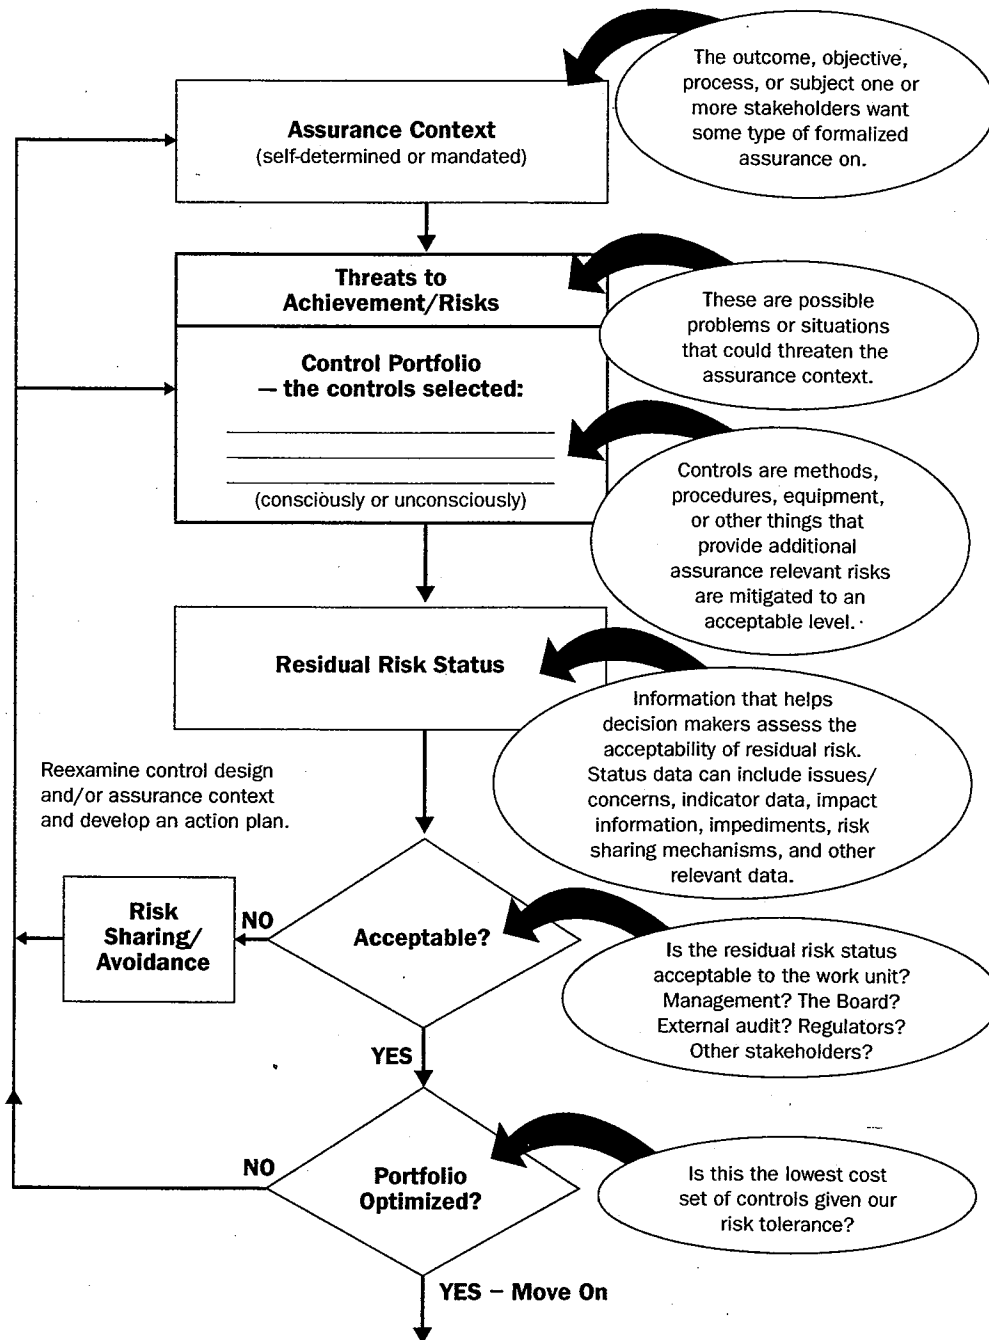 The outcome, objective,
process, or subject one or
more stakeholders want
some type of formalized
assurance on.
Assurance Context
(self-determined or mandated)
Threats to
Achievement/Risks
These are possible
problems or situations
that could threaten the
assurance context.
Control Portfolio
— the controls selected:
(consciously or unconsciously)
Controls are methods,
procedures, equipment,
or other things that
provide additional
assurance relevant risks
are mitigated to an
acceptable level.
Residual Risk Status
Information that helps
decision makers assess the
acceptability of residual risk.
Status data can include issues/
concerns, indicator data, impact
information, impediments, risk
sharing mechanisms, and other
relevant data.
Reexamine control design
and/or assurance context
and develop an action plan.
Risk
Sharing/
Avoidance
NO
Acceptable?
Is the residual risk status
acceptable to the work unit?
Management? The Board?
External audit? Regulators?
Other stakeholders?
YES
NO
Portfolio
Optimized?
Is this the lowest cost
set of controls given our
risk tolerance?
YES – Move On